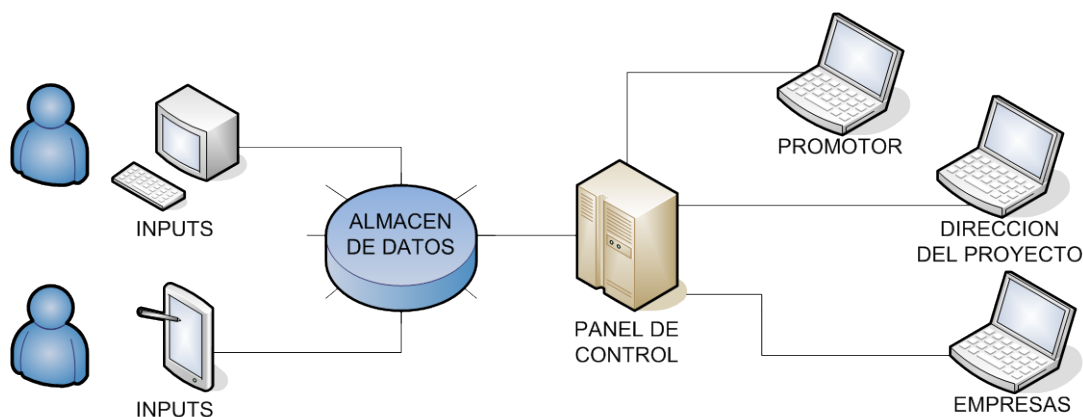 PROMOTOR
INPUTS
ALMACEN
DE DATOS
DIRECCION
DEL PROYECTO
PANEL DE
CONTROL
INPUTS
EMPRESAS